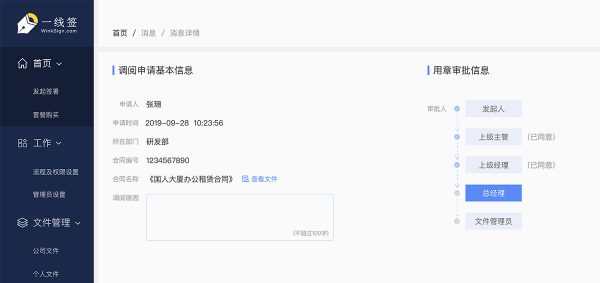 一线签
WinkSign.com
首页
发起签署
套餐购买
工作
流程及权限设置
管理员设置
文件管理
公司文件
个人文件
首页 / 消息 / 消息详情
调阅申请基本信息
申请人 张珊
申请时间 2019-09-28 10:23:56
所在部门 研发部
合同编号 1234567890
合同名称 《国人大厦办公租赁合同》 查看文件
调阅原因
(不超过100字)
用章审批信息
审批人 发起人
上级主管 (已同意)
上级经理 (已同意)
总经理
文件管理员